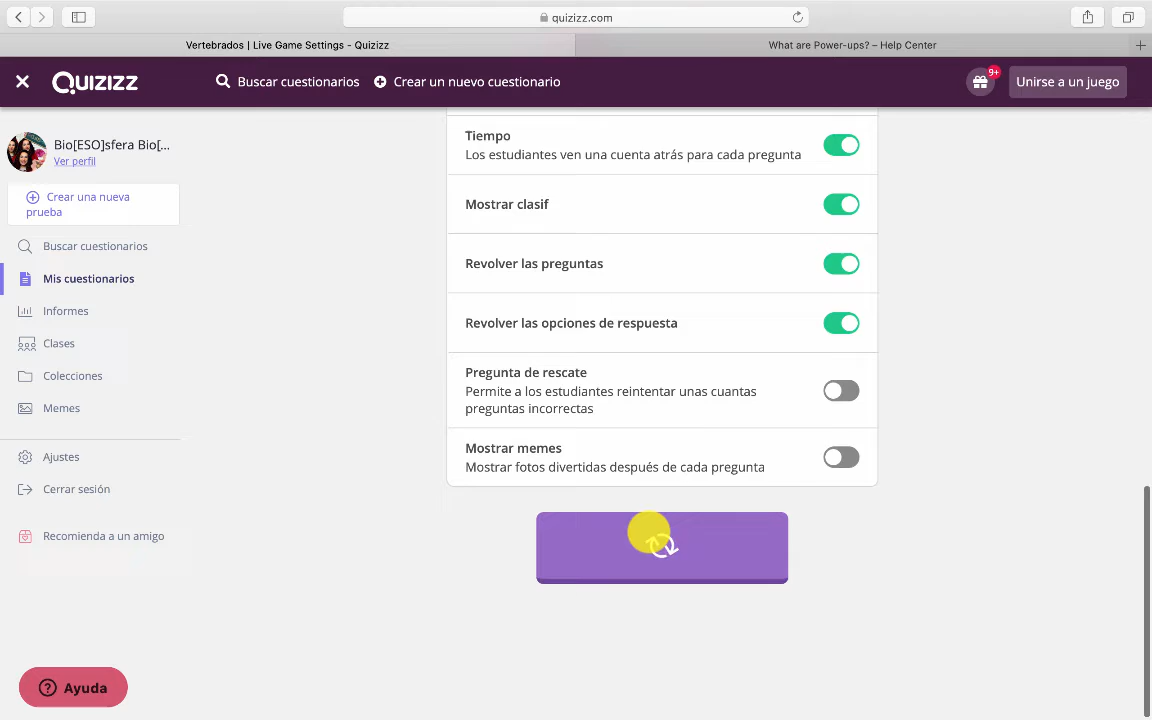 quizizz.com
Vertebrados | Live Game Settings - Quizizz
What are Power-ups? – Help Center
QUIZIZZ
Buscar cuestionarios
Crear un nuevo cuestionario
9+
Unirse a un juego
Bio[ESO]sfera Bio[...
Ver perfil
Crear una nueva
prueba
Buscar cuestionarios
Mis cuestionarios
Informes
Clases
Colecciones
Memes
Ajustes
Cerrar sesión
Recomienda a un amigo
Ayuda
Tiempo
Los estudiantes ven una cuenta atrás para cada pregunta
Mostrar clasif
Revolver las preguntas
Revolver las opciones de respuesta
Pregunta de rescate
Permite a los estudiantes reintentar unas cuantas
preguntas incorrectas
Mostrar memes
Mostrar fotos divertidas después de cada pregunta